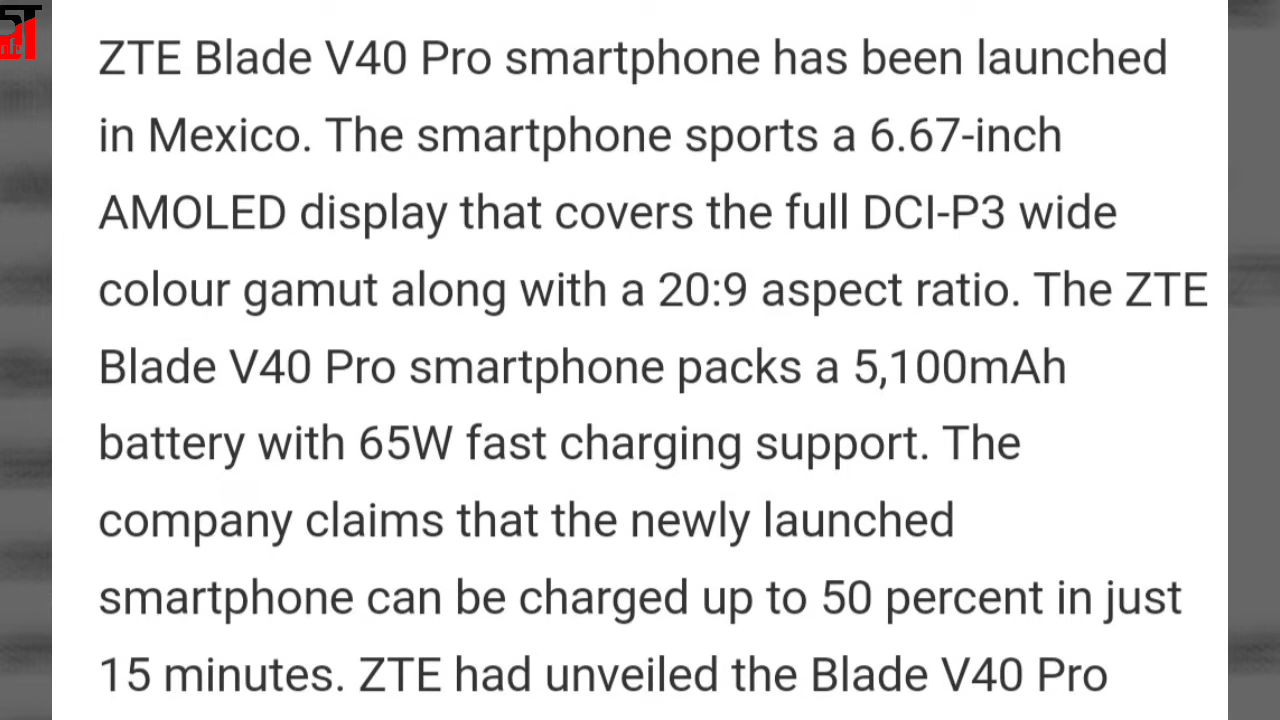 ZTE Blade V40 Pro smartphone has been launched
in Mexico. The smartphone sports a 6.67-inch
AMOLED display that covers the full DCI-P3 wide
colour gamut along with a 20:9 aspect ratio. The ZTE
Blade V40 Pro smartphone packs a 5,100mAh
battery with 65W fast charging support. The
company claims that the newly launched
smartphone can be charged up to 50 percent in just
15 minutes. ZTE had unveiled the Blade V40 Pro